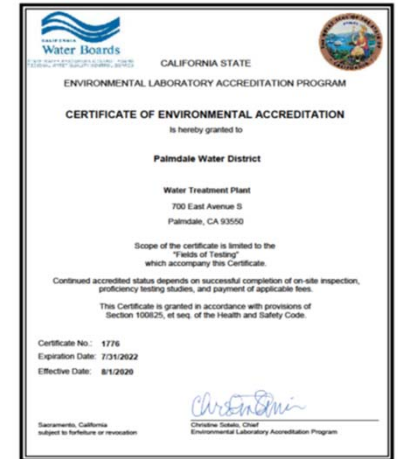 CALIFORNIA
Water Boards
CALIFORNIA STATE
ENVIRONMENTAL LABORATORY ACCREDITATION PROGRAM
CERTIFICATE OF ENVIRONMENTAL ACCREDITATION
Is hereby granted to
Palmdale Water District
Water Treatment Plant
700 East Avenue S
Palmdale, CA 93550
Scope of the certificate is limited to the
"Fields of Testing"
which accompany this Certificate.
Continued accredited status depends on successful completion of on-site inspection,
proficiency testing studies, and payment of applicable fees.
This Certificate is granted in accordance with provisions of
Section 100825, et seq. of the Health and Safety Code.
Certificate No.: 1776
Expiration Date: 7/31/2022
Effective Date: 8/1/2020
Sacramento, California
subject to forfeiture or revocation
Christine Sotelo, Chief
Environmental Laboratory Accreditation Program